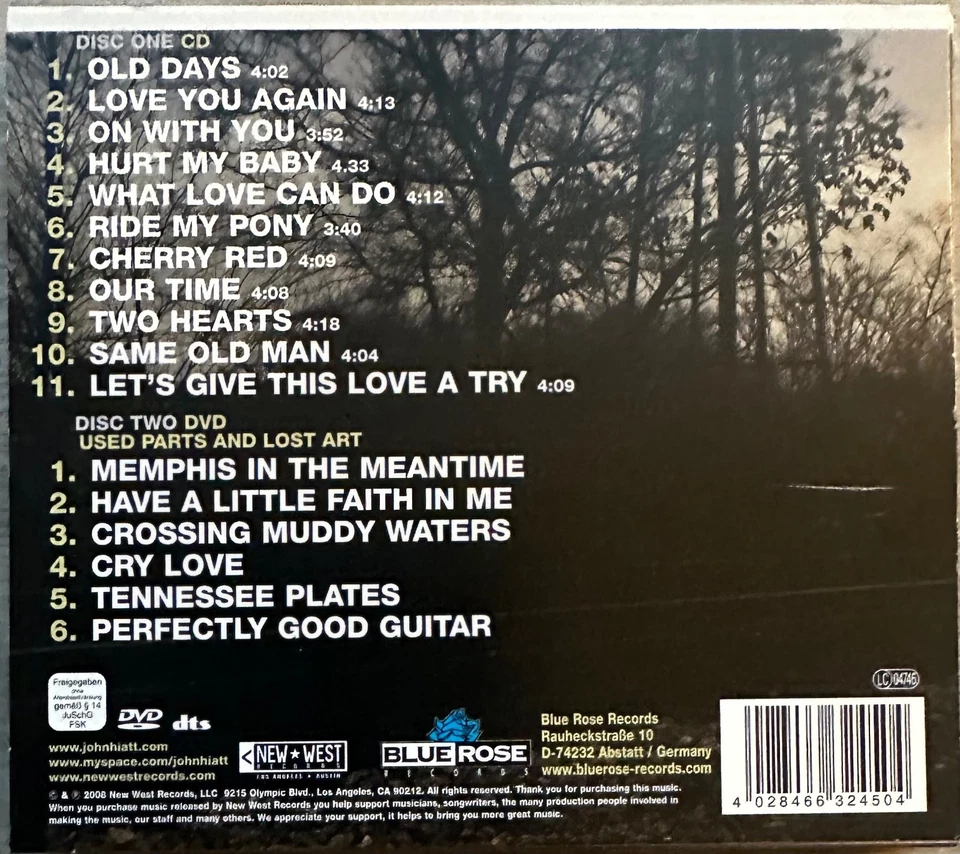 DISC ONE CD
1. OLD DAYS 4:02
2. LOVE YOU AGAIN 4:13
3. ON WITH YOU 3:52
4. HURT MY BABY 4.33
5. WHAT LOVE CAN DO 4:12
6. RIDE MY PONY 3:40
7. CHERRY RED 4:09
8. OUR TIME 4:08
9. TWO HEARTS 4:18
10. SAME OLD MAN 4:04
11. LET'S GIVE THIS LOVE A TRY 4:09
DISC TWO DVD
USED PARTS AND LOST ART
1. MEMPHIS IN THE MEANTIME
2. HAVE A LITTLE FAITH IN ME
3. CROSSING MUDDY WATERS
4. CRY LOVE
5. TENNESSEE PLATES
6. PERFECTLY GOOD GUITAR
Freigegeben
ohne
Altersbeschränkung
gemäß § 14
JuSchG
FSK
DVD
dts
LC 04746
www.johnhiatt.com
www.myspace.com/johnhiatt
www.newwestrecords.com
NEW★WEST
RECORDS
LOS ANGELES ★ AUSTIN
BLUE ROSE
RECORDS
Blue Rose Records
Rauheckstraße 10
D-74232 Abstatt / Germany
www.bluerose-records.com
© & ℗ 2008 New West Records, LLC 9215 Olympic Blvd., Los Angeles, CA 90212. All rights reserved. Thank you for purchasing this music.
When you purchase music released by New West Records you help support musicians, songwriters, the many production people involved in
making the music, our staff and many others. We appreciate your support, it helps to bring you more great music.
4 028466 324504